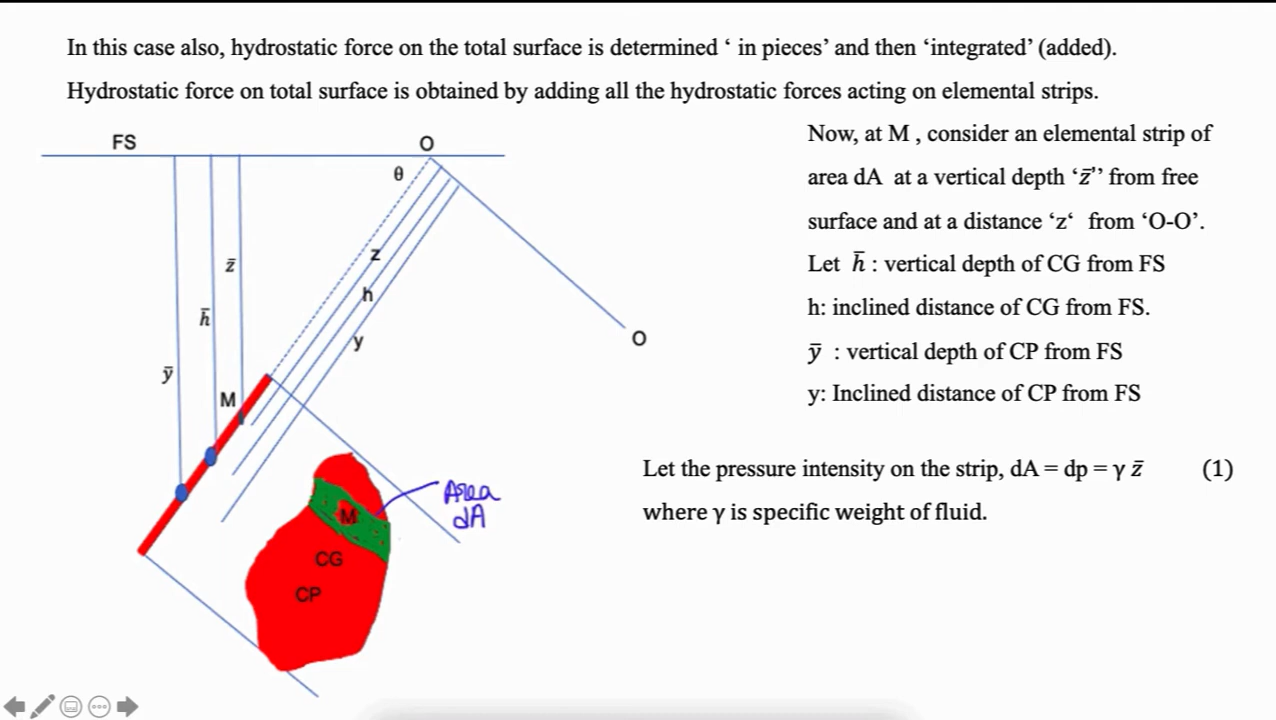 In this case also, hydrostatic force on the total surface is determined ‘ in pieces’ and then ‘integrated’ (added).
Hydrostatic force on total surface is obtained by adding all the hydrostatic forces acting on elemental strips.
FS
O
θ
z
h
y
z̄
h̄
ȳ
M
O
Area
dA
M
CG
CP
Now, at M , consider an elemental strip of
area dA at a vertical depth ‘z̄’' from free
surface and at a distance ‘z‘ from ‘O-O’.
Let h̄ : vertical depth of CG from FS
h: inclined distance of CG from FS.
ȳ : vertical depth of CP from FS
y: Inclined distance of CP from FS
Let the pressure intensity on the strip, dA = dp = γ z̄ (1)
where γ is specific weight of fluid.